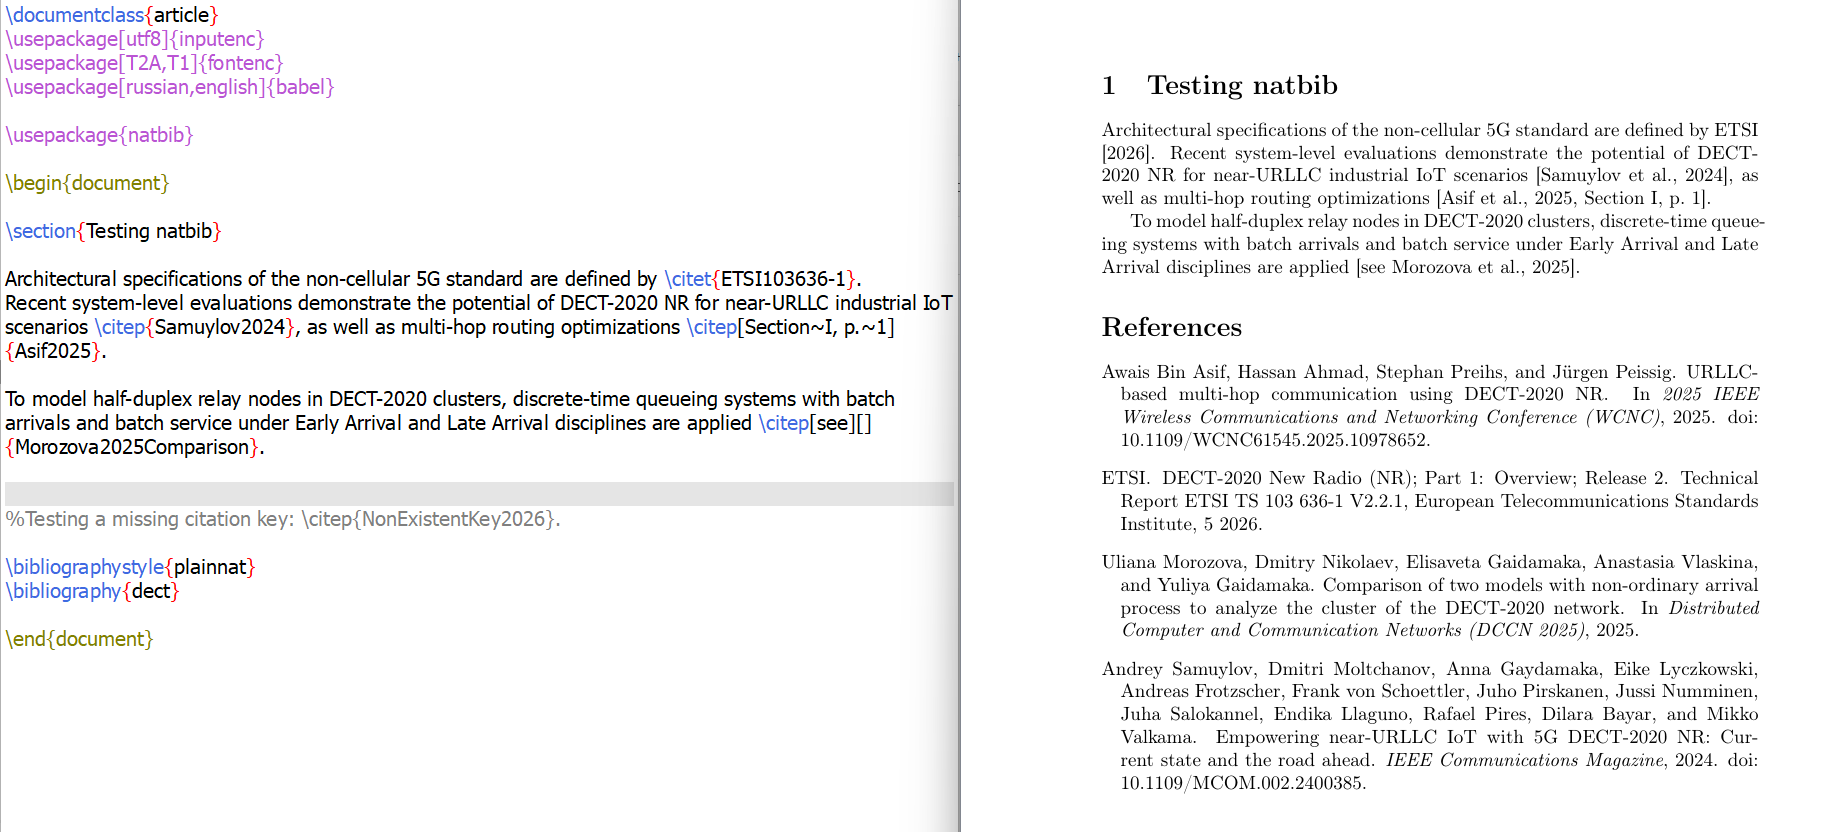 \documentclass{article}
\usepackage[utf8]{inputenc}
\usepackage[T2A,T1]{fontenc}
\usepackage[russian,english]{babel}
\usepackage{natbib}
\begin{document}
\section{Testing natbib}
Architectural specifications of the non-cellular 5G standard are defined by \citet{ETSI103636-1}.
Recent system-level evaluations demonstrate the potential of DECT-2020 NR for near-URLLC industrial IoT
scenarios \citep{Samuylov2024}, as well as multi-hop routing optimizations \citep[Section~I, p.~1]
{Asif2025}.
To model half-duplex relay nodes in DECT-2020 clusters, discrete-time queueing systems with batch
arrivals and batch service under Early Arrival and Late Arrival disciplines are applied \citep[see][]
{Morozova2025Comparison}.
%Testing a missing citation key: \citep{NonExistentKey2026}.
\bibliographystyle{plainnat}
\bibliography{dect}
\end{document}
1 Testing natbib
Architectural specifications of the non-cellular 5G standard are defined by ETSI
[2026]. Recent system-level evaluations demonstrate the potential of DECT-
2020 NR for near-URLLC industrial IoT scenarios [Samuylov et al., 2024], as
well as multi-hop routing optimizations [Asif et al., 2025, Section I, p. 1].
To model half-duplex relay nodes in DECT-2020 clusters, discrete-time queue-
ing systems with batch arrivals and batch service under Early Arrival and Late
Arrival disciplines are applied [see Morozova et al., 2025].
References
Awais Bin Asif, Hassan Ahmad, Stephan Preihs, and Jürgen Peissig. URLLC-
based multi-hop communication using DECT-2020 NR. In 2025 IEEE
Wireless Communications and Networking Conference (WCNC), 2025. doi:
10.1109/WCNC61545.2025.10978652.
ETSI. DECT-2020 New Radio (NR); Part 1: Overview; Release 2. Technical
Report ETSI TS 103 636-1 V2.2.1, European Telecommunications Standards
Institute, 5 2026.
Uliana Morozova, Dmitry Nikolaev, Elisaveta Gaidamaka, Anastasia Vlaskina,
and Yuliya Gaidamaka. Comparison of two models with non-ordinary arrival
process to analyze the cluster of the DECT-2020 network. In Distributed
Computer and Communication Networks (DCCN 2025), 2025.
Andrey Samuylov, Dmitri Moltchanov, Anna Gaydamaka, Eike Lyczkowski,
Andreas Frotzscher, Frank von Schoettler, Juho Pirskanen, Jussi Numminen,
Juha Salokannel, Endika Llaguno, Rafael Pires, Dilara Bayar, and Mikko
Valkama. Empowering near-URLLC IoT with 5G DECT-2020 NR: Cur-
rent state and the road ahead. IEEE Communications Magazine, 2024. doi:
10.1109/MCOM.002.2400385.